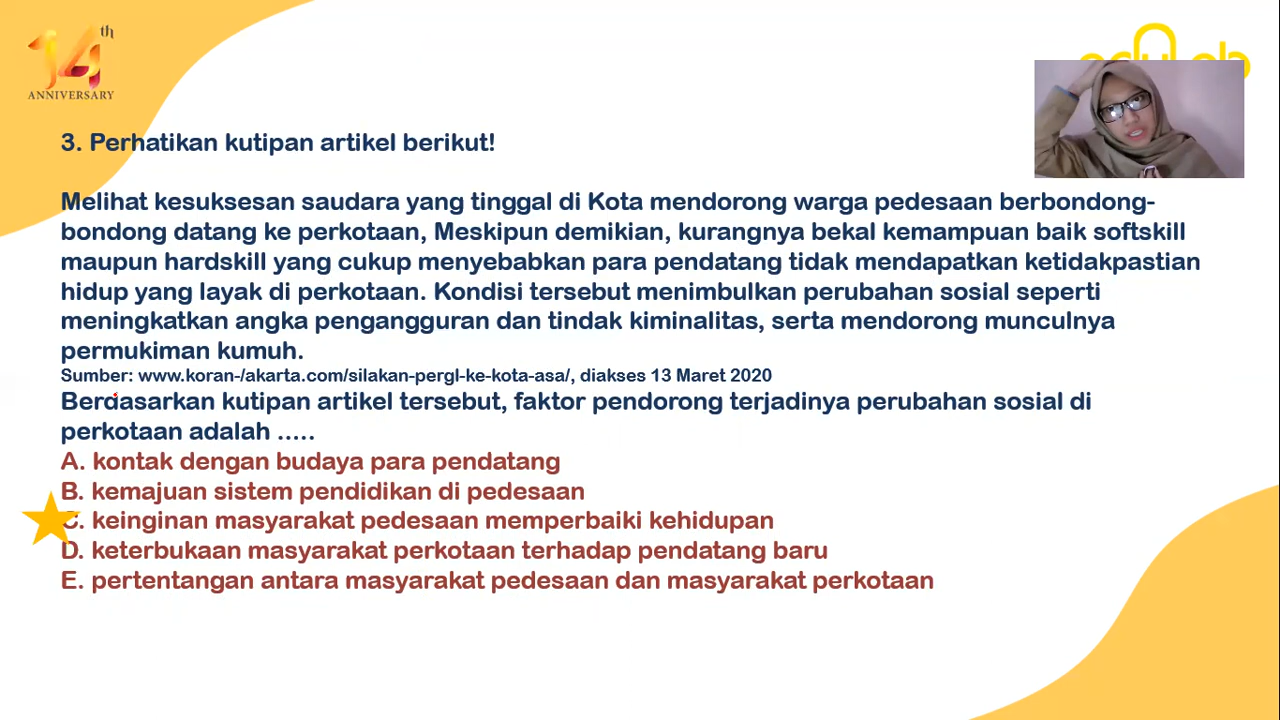 14th
ANNIVERSARY
3. Perhatikan kutipan artikel berikut!
Melihat kesuksesan saudara yang tinggal di Kota mendorong warga pedesaan berbondong-
bondong datang ke perkotaan, Meskipun demikian, kurangnya bekal kemampuan baik softskill
maupun hardskill yang cukup menyebabkan para pendatang tidak mendapatkan ketidakpastian
hidup yang layak di perkotaan. Kondisi tersebut menimbulkan perubahan sosial seperti
meningkatkan angka pengangguran dan tindak kiminalitas, serta mendorong munculnya
permukiman kumuh.
Sumber: www.koran-/akarta.com/silakan-pergl-ke-kota-asa/, diakses 13 Maret 2020
Berdasarkan kutipan artikel tersebut, faktor pendorong terjadinya perubahan sosial di
perkotaan adalah .....
A. kontak dengan budaya para pendatang
B. kemajuan sistem pendidikan di pedesaan
C. keinginan masyarakat pedesaan memperbaiki kehidupan
D. keterbukaan masyarakat perkotaan terhadap pendatang baru
E. pertentangan antara masyarakat pedesaan dan masyarakat perkotaan